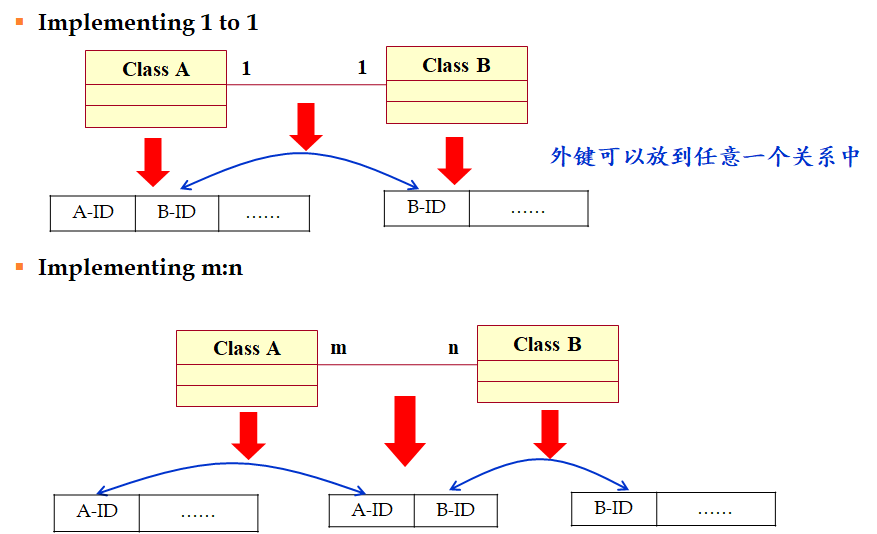 Implementing 1 to 1
Class A 1 1 Class B
外键可以放到任意一个关系中
A-ID B-ID …… B-ID ……
Implementing m:n
Class A m n Class B
A-ID …… A-ID B-ID B-ID ……